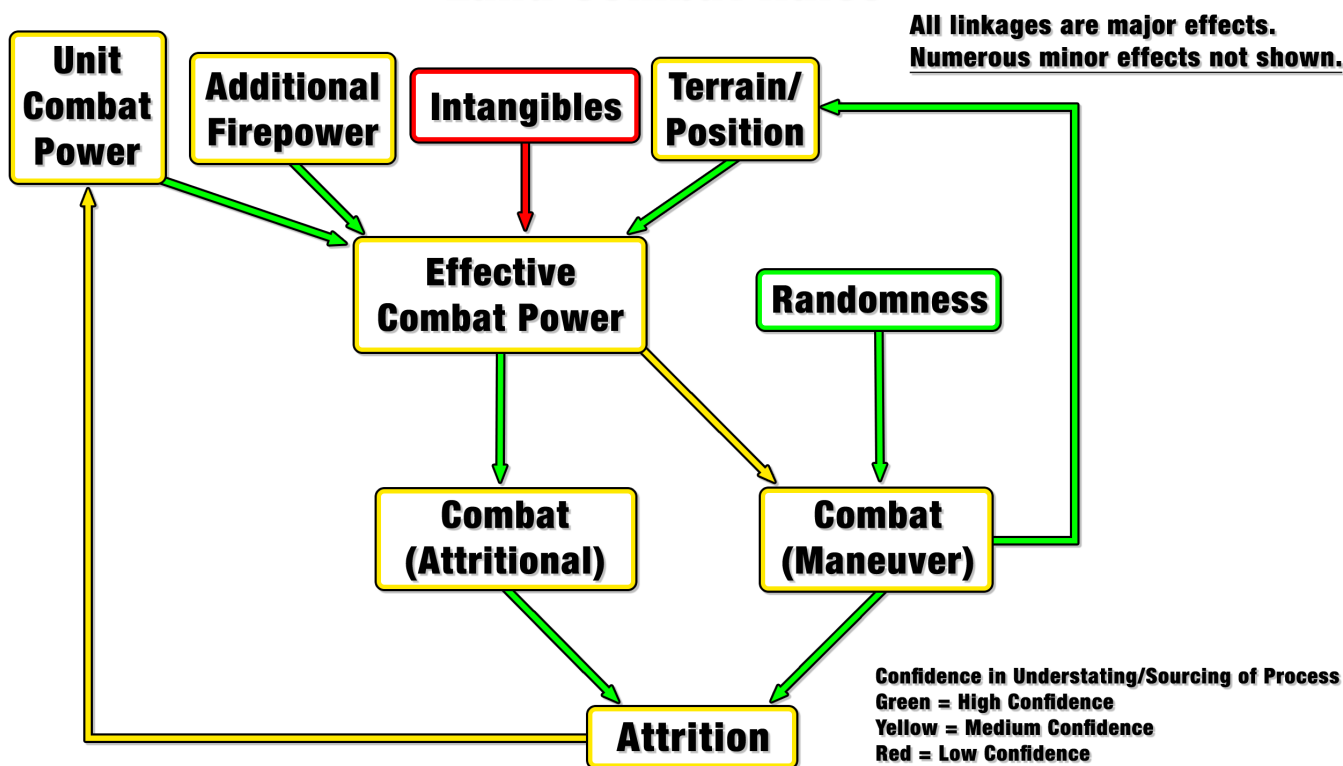 All linkages are major effects.
Numerous minor effects not shown.
Unit
Combat
Power
Additional
Firepower
Intangibles
Terrain/
Position
Effective
Combat Power
Randomness
Combat
(Attritional)
Combat
(Maneuver)
Attrition
Confidence in Understating/Sourcing of Process
Green = High Confidence
Yellow = Medium Confidence
Red = Low Confidence